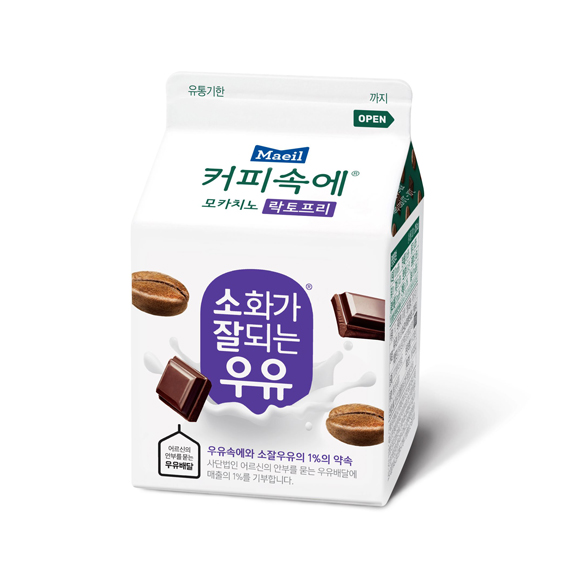 유통기한 까지
OPEN
Maeil
커피속에®
모카치노 락토프리
소화가®
잘되는
우유
어르신의
안부를 묻는
우유배달
우유속에와 소잘우유의 1%의 약속
사단법인 어르신의 안부를 묻는 우유배달에
매출의 1%를 기부합니다.